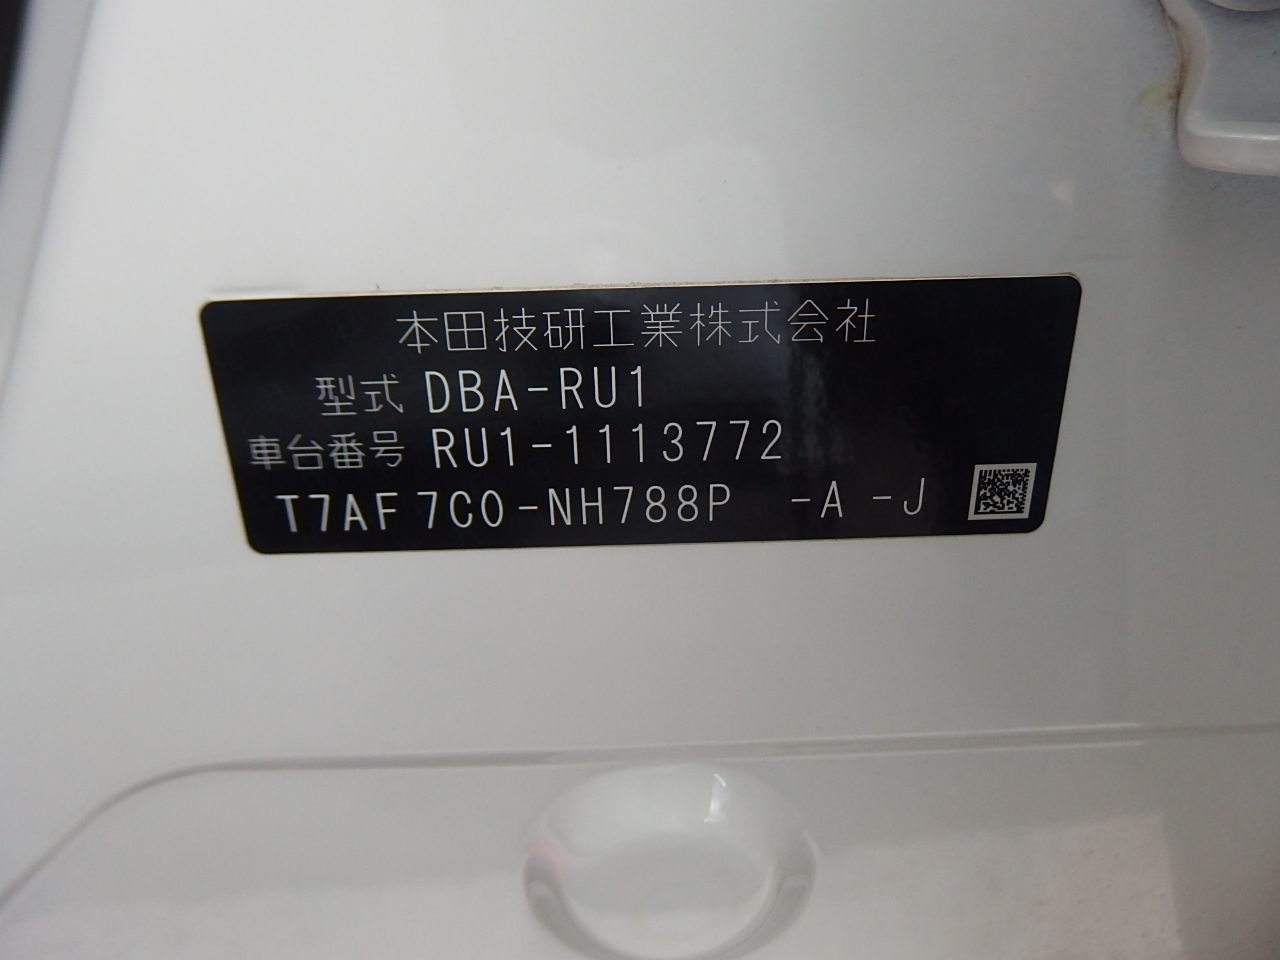 本田技研工業株式会社
型式 DBA-RU1
車台番号 RU1-1113772
T7AF 7C0-NH788P -A -J